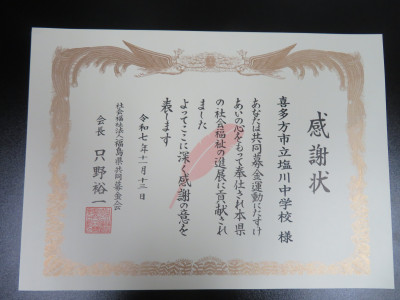 感謝状
喜多方市立塩川中学校 様
あなたは共同募金運動にたすけ
あいの心をもって奉仕され本県
の社会福祉の進展に貢献され
ました
よってここに深く感謝の意を
表します
令和七年十一月十三日
社会福祉法人福島県共同募金会
会長 只野裕一